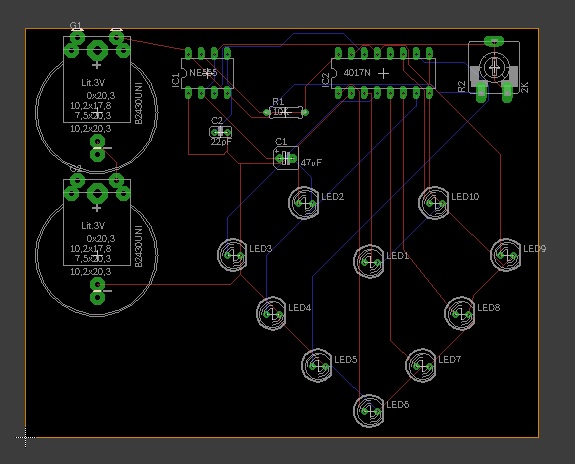 G1
Lit.3V
0x20,3
10,2x17,8
7,5x20,3
10,2x20,3
B2430UNI
G2
Lit.3V
0x20,3
10,2x17,8
7,5x20,3
10,2x20,3
B2430UNI
IC1
NE555
IC2
4017N
R2
2K
R1
10K
C2
22pF
C1
47uF
LED2
LED10
LED3
LED1
LED9
LED4
LED8
LED5
LED7
LED6